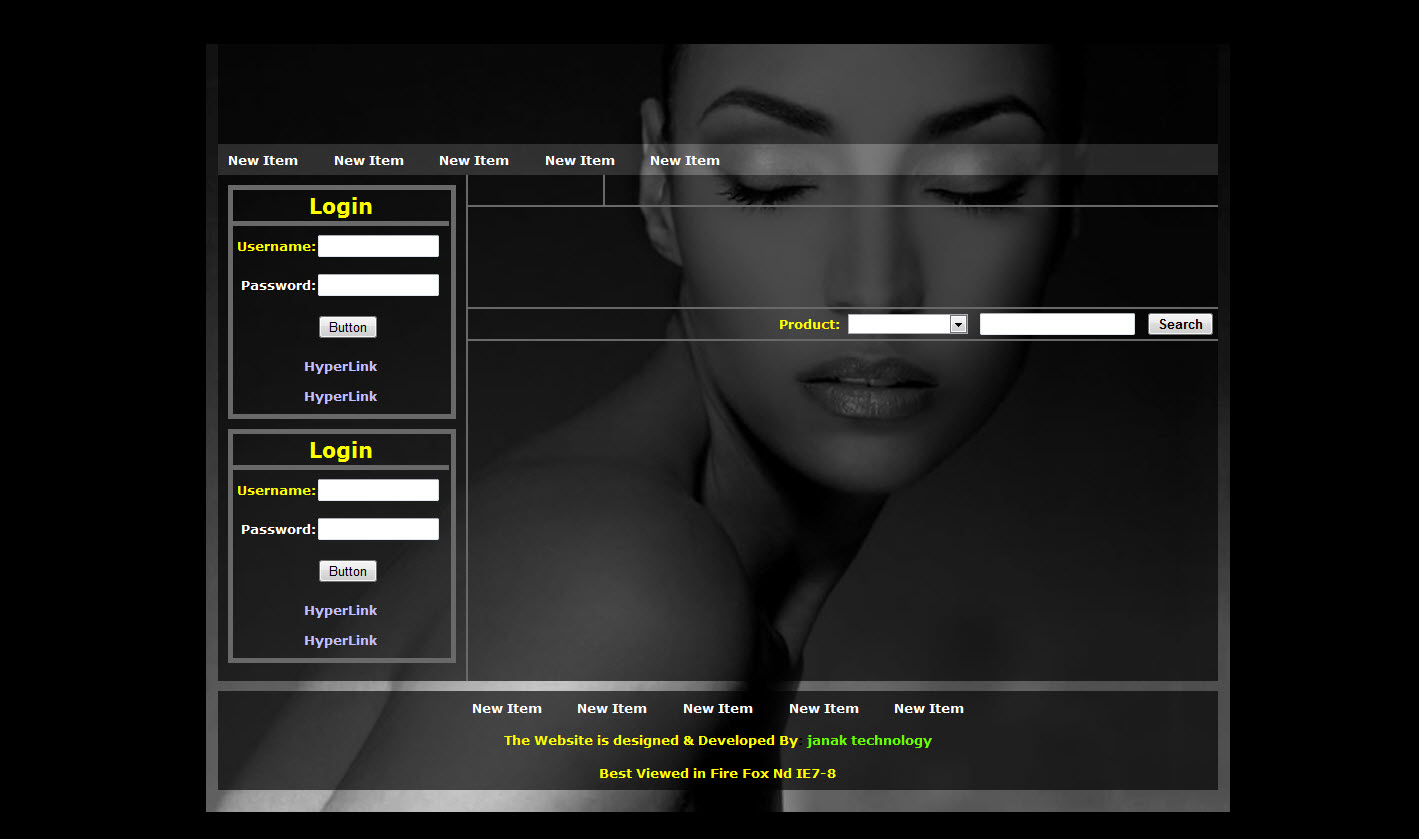 New Item New Item New Item New Item New Item
Login
Username:
Password:
Button
HyperLink
HyperLink
Product: Search
Login
Username:
Password:
Button
HyperLink
HyperLink
New Item New Item New Item New Item New Item
The Website is designed & Developed By: janak technology
Best Viewed in Fire Fox Nd IE7-8